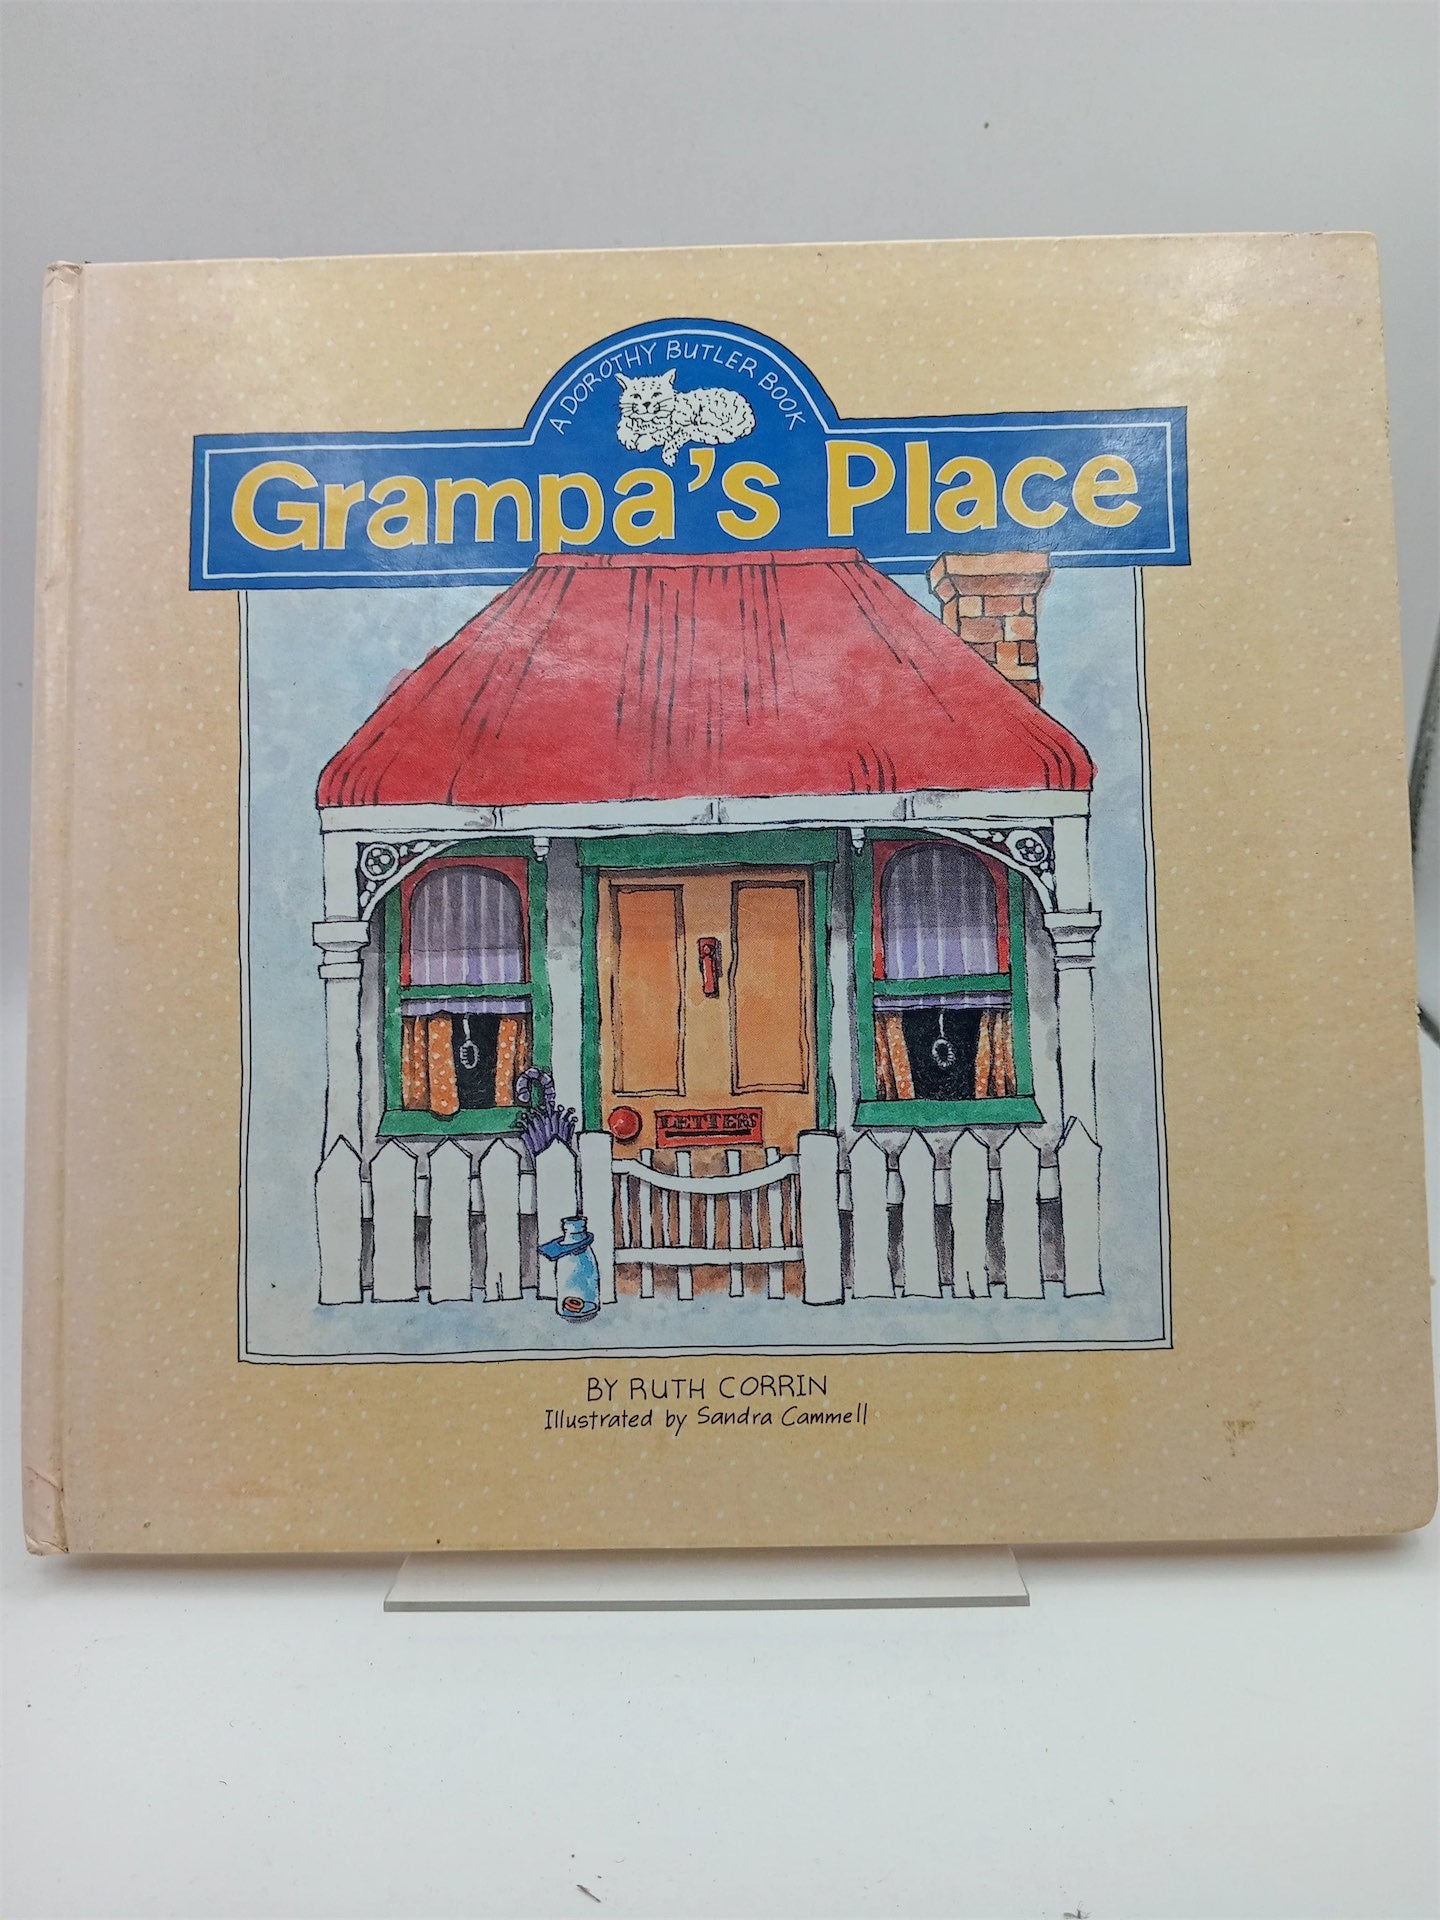 A DOROTHY BUTLER BOOK
Grampa's Place
LETTERS
BY RUTH CORRIN
Illustrated by Sandra Cammell